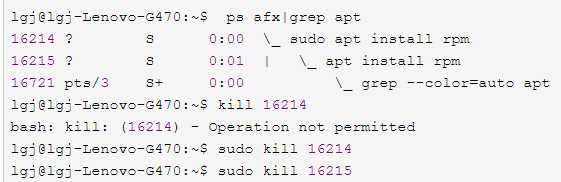 lgj@lgj-Lenovo-G470:~$  ps afx|grep apt
16214 ?        S      0:00  \_ sudo apt install rpm
16215 ?        S      0:01  |   \_ apt install rpm
16721 pts/3    S+     0:00          \_ grep --color=auto apt
lgj@lgj-Lenovo-G470:~$ kill 16214
bash: kill: (16214) - Operation not permitted
lgj@lgj-Lenovo-G470:~$ sudo kill 16214
lgj@lgj-Lenovo-G470:~$ sudo kill 16215